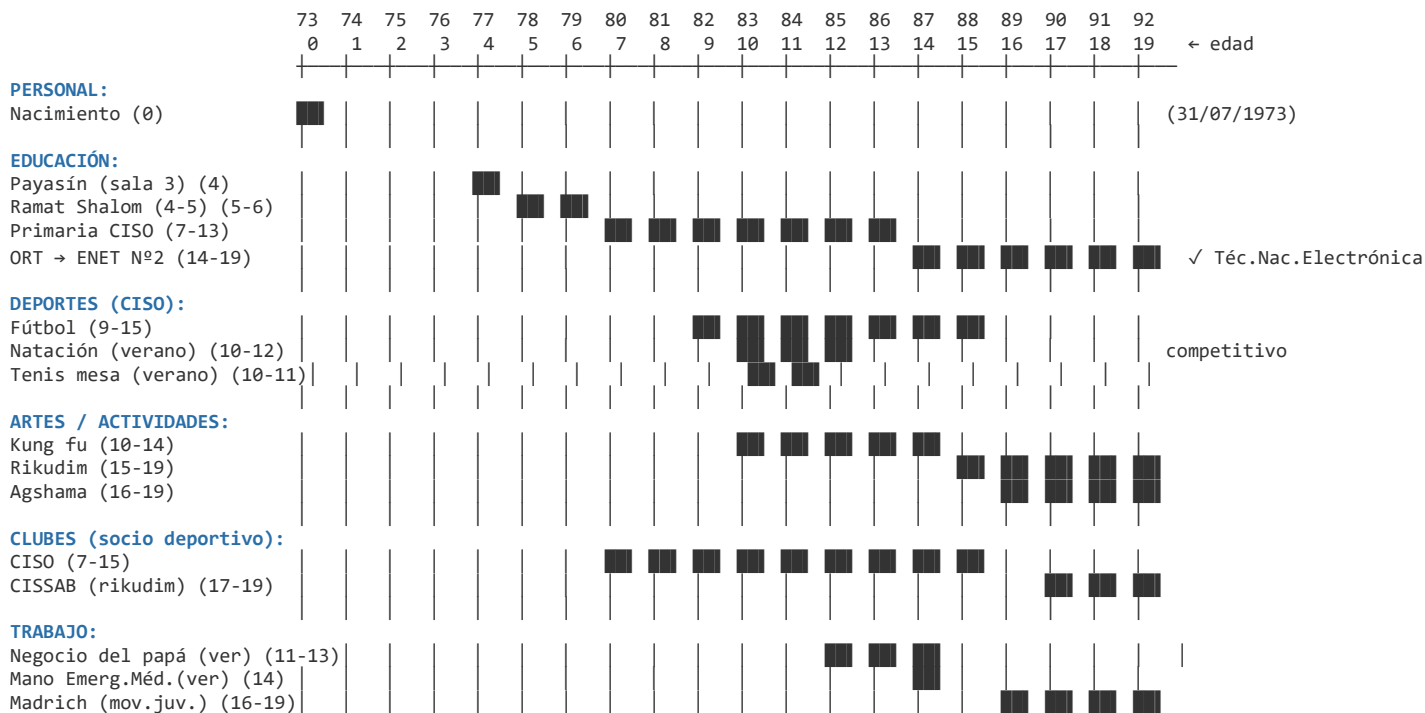 73 74 75 76 77 78 79 80 81 82 83 84 85 86 87 88 89 90 91 92
0 1 2 3 4 5 6 7 8 9 10 11 12 13 14 15 16 17 18 19 ← edad
PERSONAL:
Nacimiento (0) (31/07/1973)
EDUCACIÓN:
Payasín (sala 3) (4)
Ramat Shalom (4-5) (5-6)
Primaria CISO (7-13)
ORT → ENET Nº2 (14-19) ✓ Téc.Nac.Electrónica
DEPORTES (CISO):
Fútbol (9-15)
Natación (verano) (10-12) competitivo
Tenis mesa (verano) (10-11)
ARTES / ACTIVIDADES:
Kung fu (10-14)
Rikudim (15-19)
Agshama (16-19)
CLUBES (socio deportivo):
CISO (7-15)
CISSAB (rikudim) (17-19)
TRABAJO:
Negocio del papá (ver) (11-13)
Mano Emerg.Méd.(ver) (14)
Madrich (mov.juv.) (16-19)